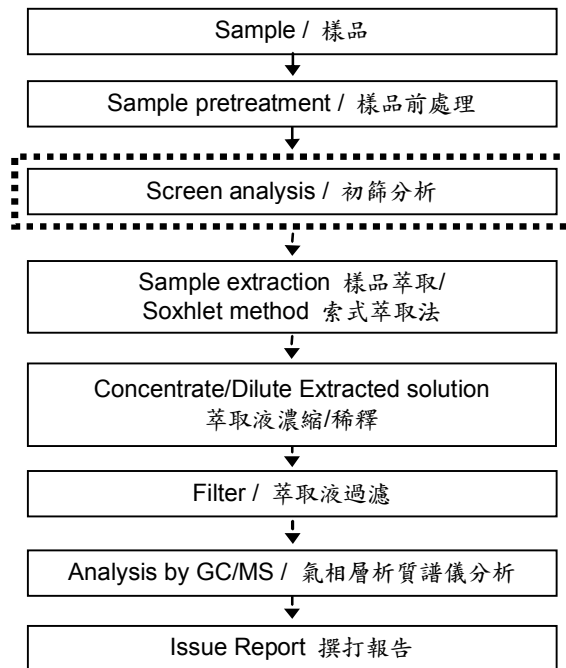 Sample / 樣品
Sample pretreatment / 樣品前處理
Screen analysis / 初篩分析
Sample extraction 樣品萃取/
Soxhlet method 索式萃取法
Concentrate/Dilute Extracted solution
萃取液濃縮/稀釋
Filter / 萃取液過濾
Analysis by GC/MS / 氣相層析質譜儀分析
Issue Report 撰打報告